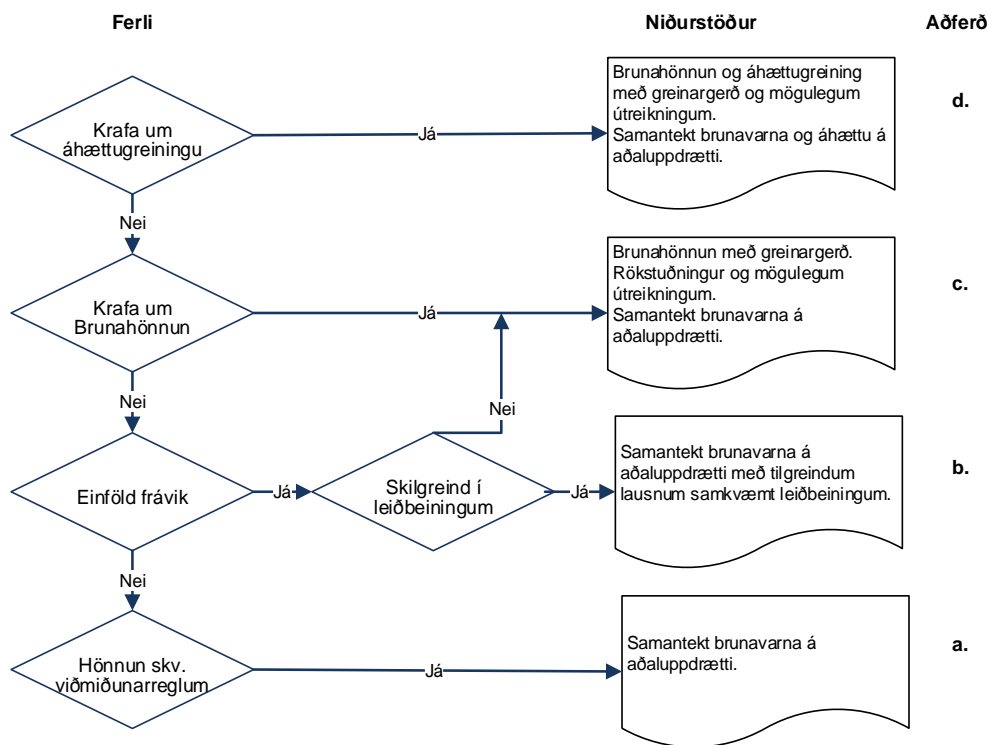 Ferli
Niðurstöður
Aðferð
Krafa um
áhættugreiningu
Já
Brunahönnun og áhættugreining
með greinargerð og mögulegum
útreikningum.
Samantekt brunavarna og áhættu á
aðaluppdrætti.
d.
Nei
Krafa um
Brunahönnun
Já
Brunahönnun með greinargerð.
Rökstuðningur og mögulegum
útreikningum.
Samantekt brunavarna á
aðaluppdrætti.
c.
Nei
Nei
Einföld frávik
Já
Skilgreind í
leiðbeiningum
Já
Samantekt brunavarna á
aðaluppdrætti með tilgreindum
lausnum samkvæmt leiðbeiningum.
b.
Nei
Hönnun skv.
viðmiðunarreglum
Já
Samantekt brunavarna á
aðaluppdrætti.
a.